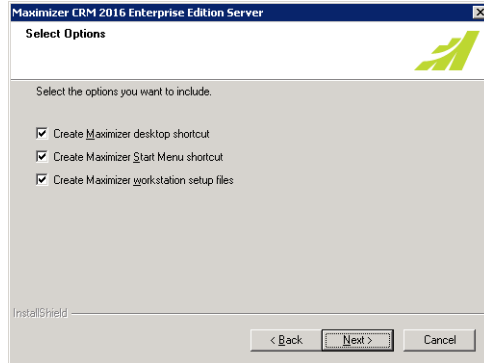 Maximizer CRM 2016 Enterprise Edition Server
Select Options
Select the options you want to include.
Create Maximizer desktop shortcut
Create Maximizer Start Menu shortcut
Create Maximizer workstation setup files
InstallShield
< Back
Next >
Cancel